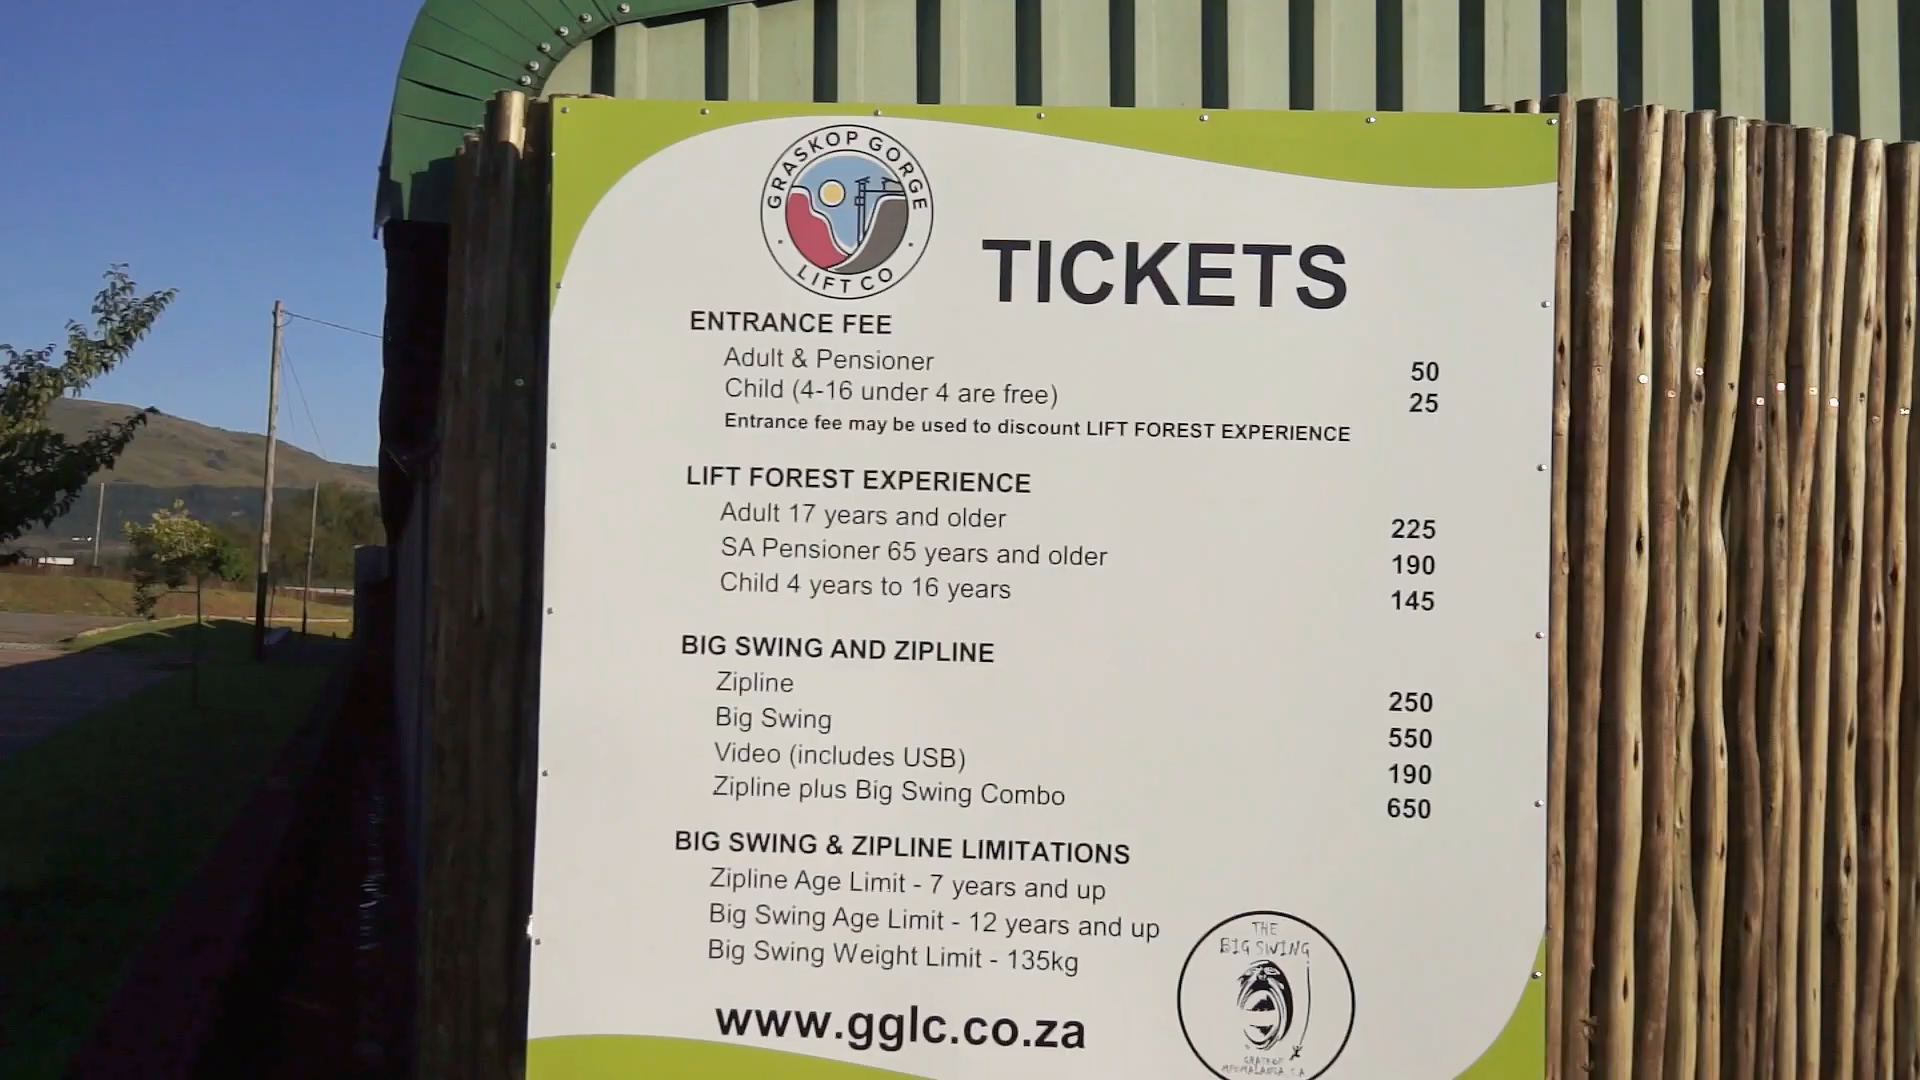 GRASKOP GORGE
LIFT CO
TICKETS
ENTRANCE FEE
Adult & Pensioner 50
Child (4-16 under 4 are free) 25
Entrance fee may be used to discount LIFT FOREST EXPERIENCE
LIFT FOREST EXPERIENCE
Adult 17 years and older 225
SA Pensioner 65 years and older 190
Child 4 years to 16 years 145
BIG SWING AND ZIPLINE
Zipline 250
Big Swing 550
Video (includes USB) 190
Zipline plus Big Swing Combo 650
BIG SWING & ZIPLINE LIMITATIONS
Zipline Age Limit - 7 years and up
Big Swing Age Limit - 12 years and up
Big Swing Weight Limit - 135kg
THE
BIG SWING
www.gglc.co.za